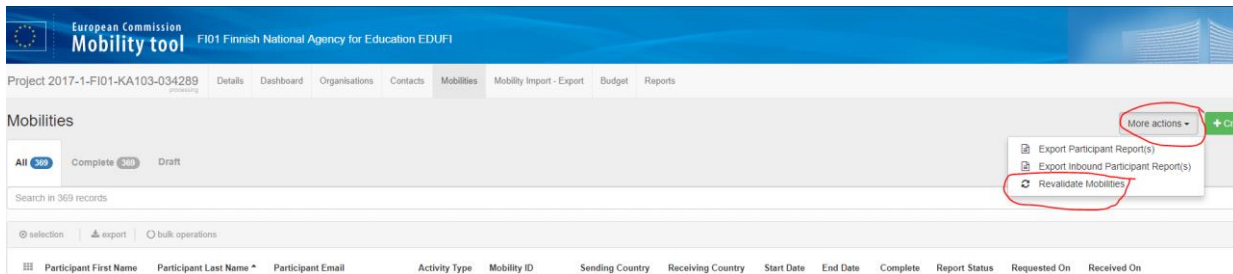 European Commission
Mobility tool FI01 Finnish National Agency for Education EDUFI
Project 2017-1-FI01-KA103-034289 Details Dashboard Organisations Contacts Mobilities Mobility Import - Export Budget Reports
processing
Mobilities More actions
All 369 Complete 369 Draft
Export Participant Report(s)
Export Inbound Participant Report(s)
Revalidate Mobilities
Search in 369 records
selection export bulk operations
Participant First Name Participant Last Name Participant Email Activity Type Mobility ID Sending Country Receiving Country Start Date End Date Complete Report Status Requested On Received On